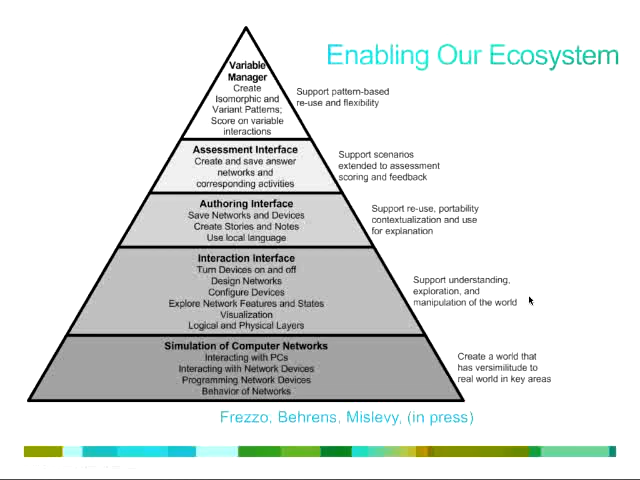 Enabling Our Ecosystem
Variable
Manager
Create
Isomorphic and
Variant Patterns;
Score on variable
interactions
Support pattern-based
re-use and flexibility
Assessment Interface
Create and save answer
networks and
corresponding activities
Support scenarios
extended to assessment
scoring and feedback
Authoring Interface
Save Networks and Devices
Create Stories and Notes
Use local language
Support re-use, portability
contextualization and use
for explanation
Interaction Interface
Turn Devices on and off
Design Networks
Configure Devices
Explore Network Features and States
Visualization
Logical and Physical Layers
Support understanding,
exploration, and
manipulation of the world
Simulation of Computer Networks
Interacting with PCs
Interacting with Network Devices
Programming Network Devices
Behavior of Networks
Create a world that
has versimilitude to
real world in key areas
Frezzo, Behrens, Mislevy, (in press)